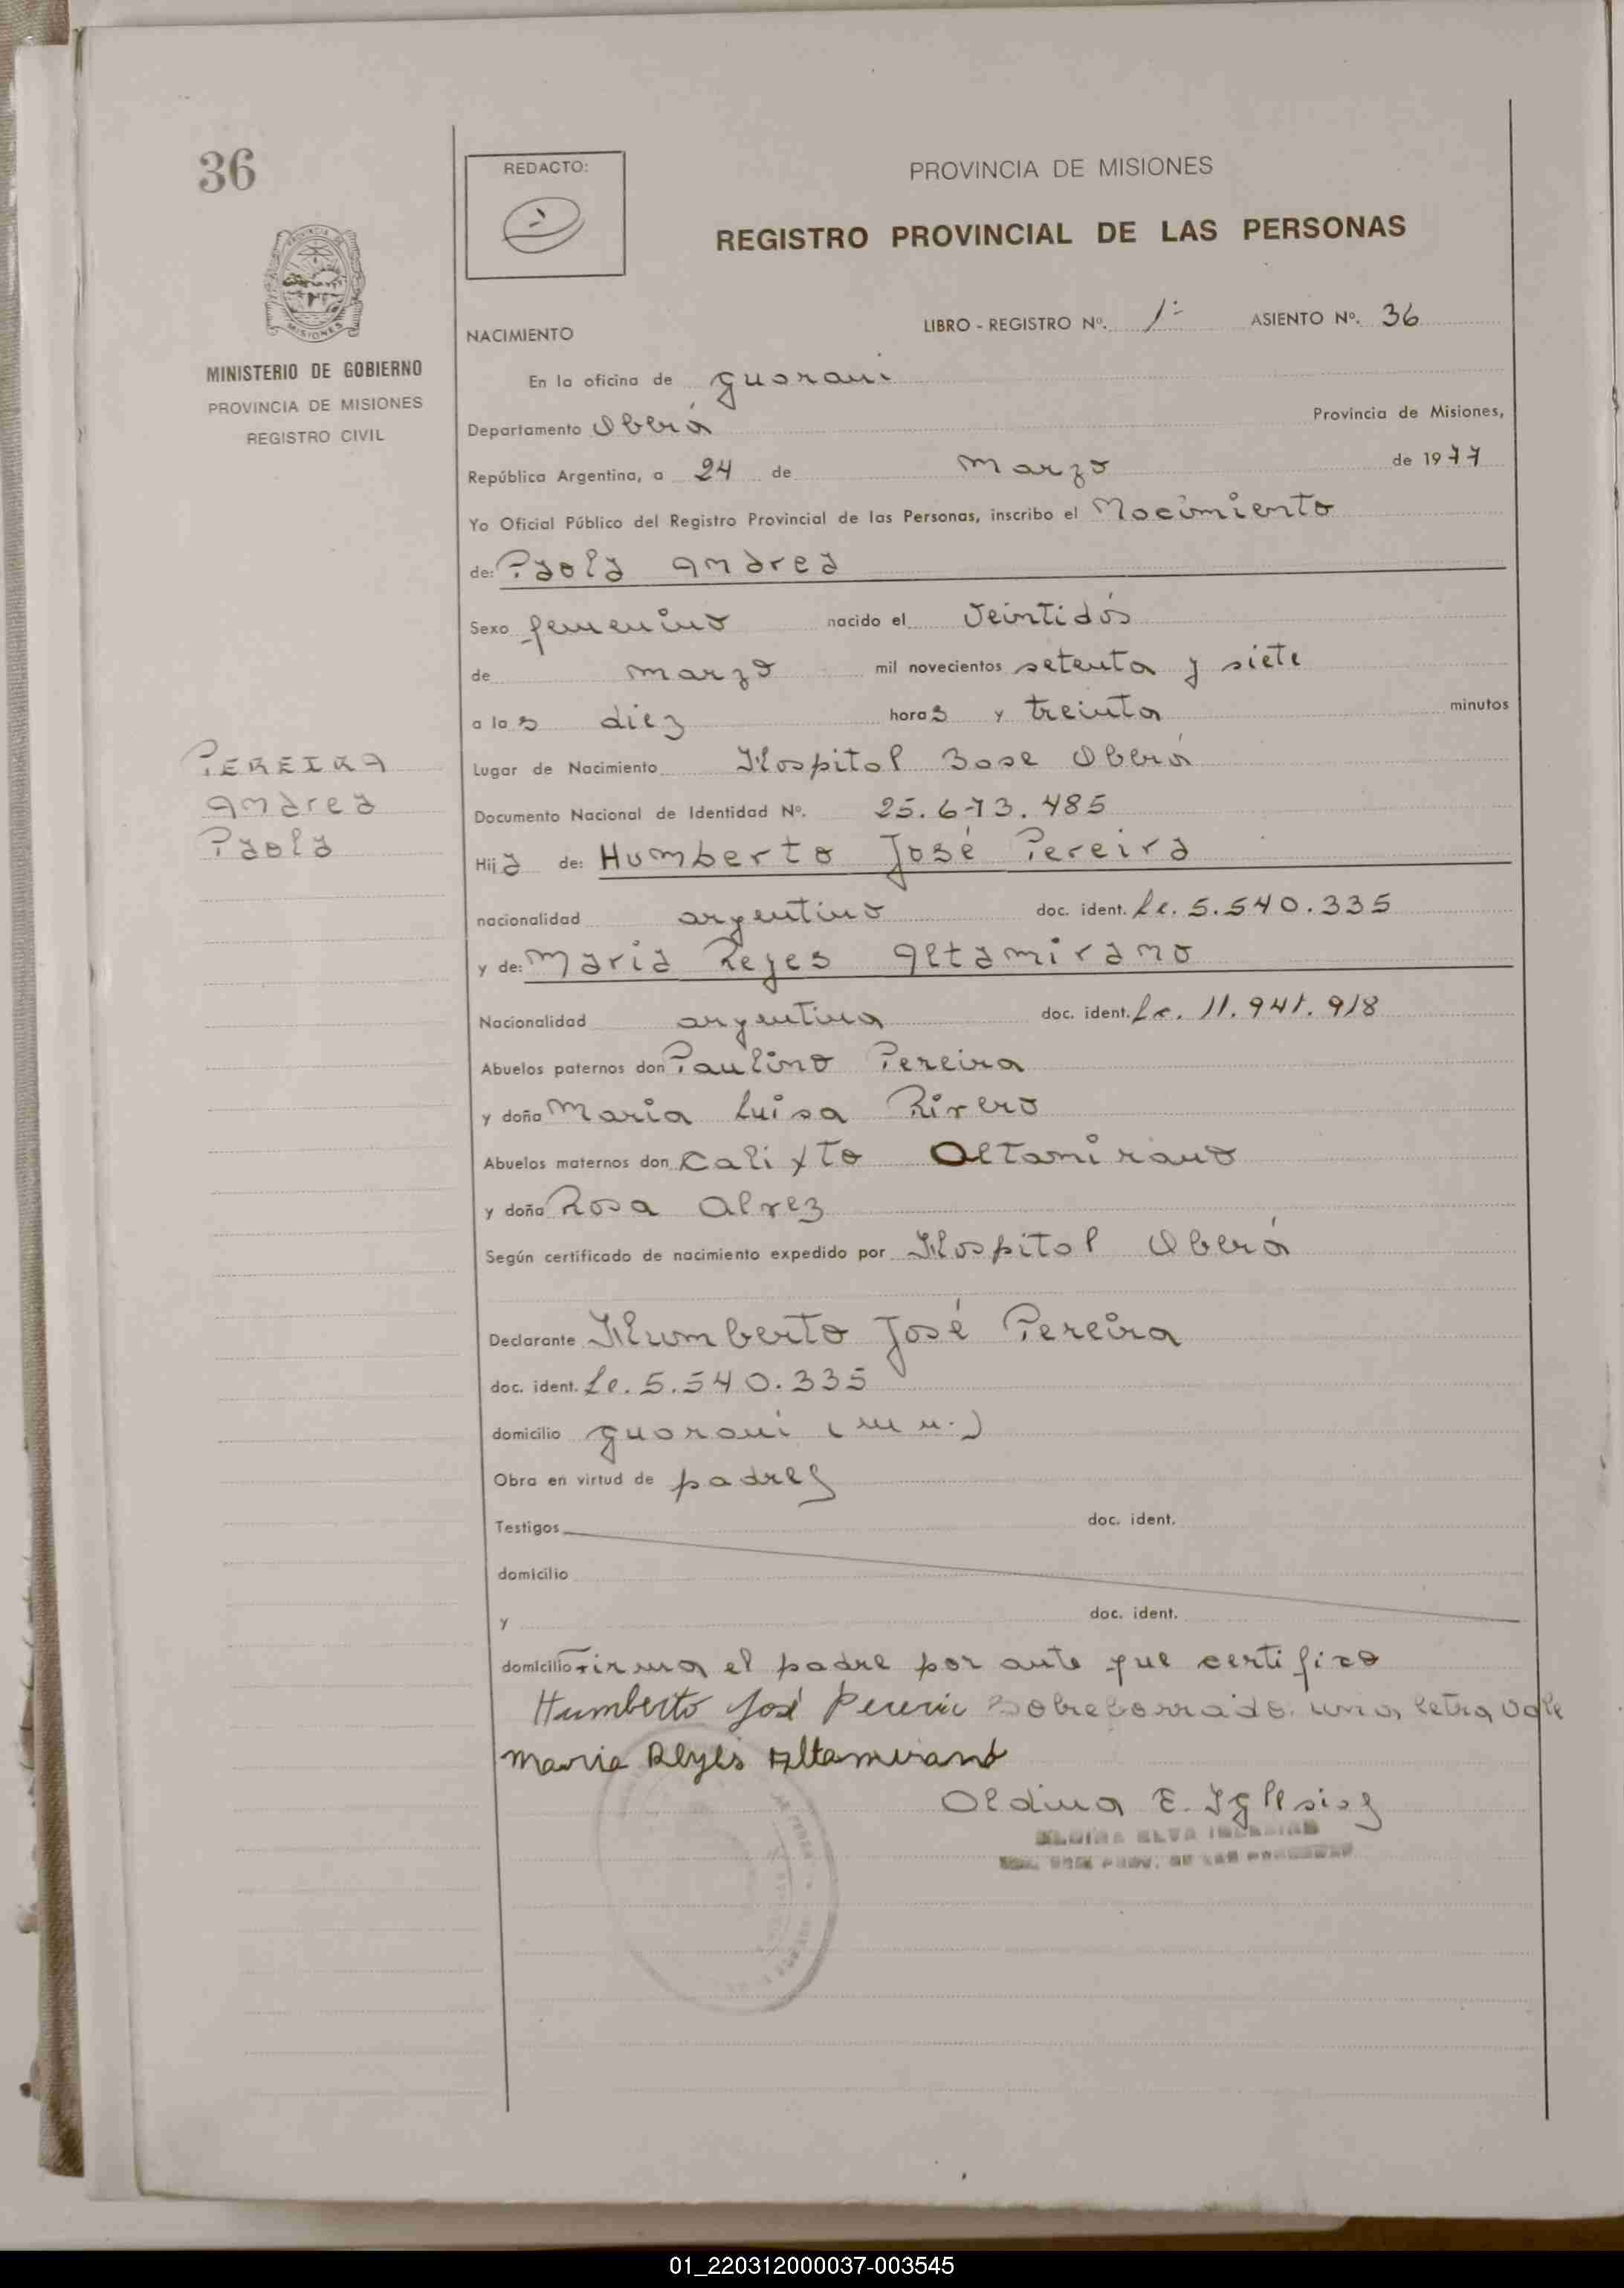 36
REDACTO:
PROVINCIA DE MISIONES
REGISTRO PROVINCIAL DE LAS PERSONAS
MISIONES
MINISTERIO DE GOBIERNO
PROVINCIA DE MISIONES
REGISTRO CIVIL
NACIMIENTO
LIBRO - REGISTRO Nº. 1º ASIENTO Nº. 36
En la oficina de guarani
Departamento Oberá Provincia de Misiones,
República Argentina, a 24 de marzo de 1977
Yo Oficial Público del Registro Provincial de las Personas, inscribo el Nacimiento
de: Paola Andrea
Sexo femenino nacido el veintidós
de marzo mil novecientos setenta y siete
a las diez horas y treinta minutos
PEREIRA
Andrea
Paola
Lugar de Nacimiento Hospital Base Oberá
Documento Nacional de Identidad Nº. 25.673.485
Hija de: Humberto José Pereira
nacionalidad argentino doc. ident. Le. 5.540.335
y de: Maria Reyes Altamirano
Nacionalidad argentina doc. ident. Lc. 11.941.918
Abuelos paternos don Paulino Pereira
y doña Maria Luisa Rivero
Abuelos maternos don Calixto Altamirano
y doña Rosa Alvez
Según certificado de nacimiento expedido por Hospital Oberá
Declarante Humberto José Pereira
doc. ident. Le. 5.540.335
domicilio guarani (mn.)
Obra en virtud de padres
Testigos doc. ident.
domicilio
y doc. ident.
domicilio Firma el padre por ante que certifico
Humberto José Pereira Sobreborrado una letra vale
Maria Reyes Altamirano
Oldina E. Iglesias
ELVA IGLESIAS
01_220312000037-003545